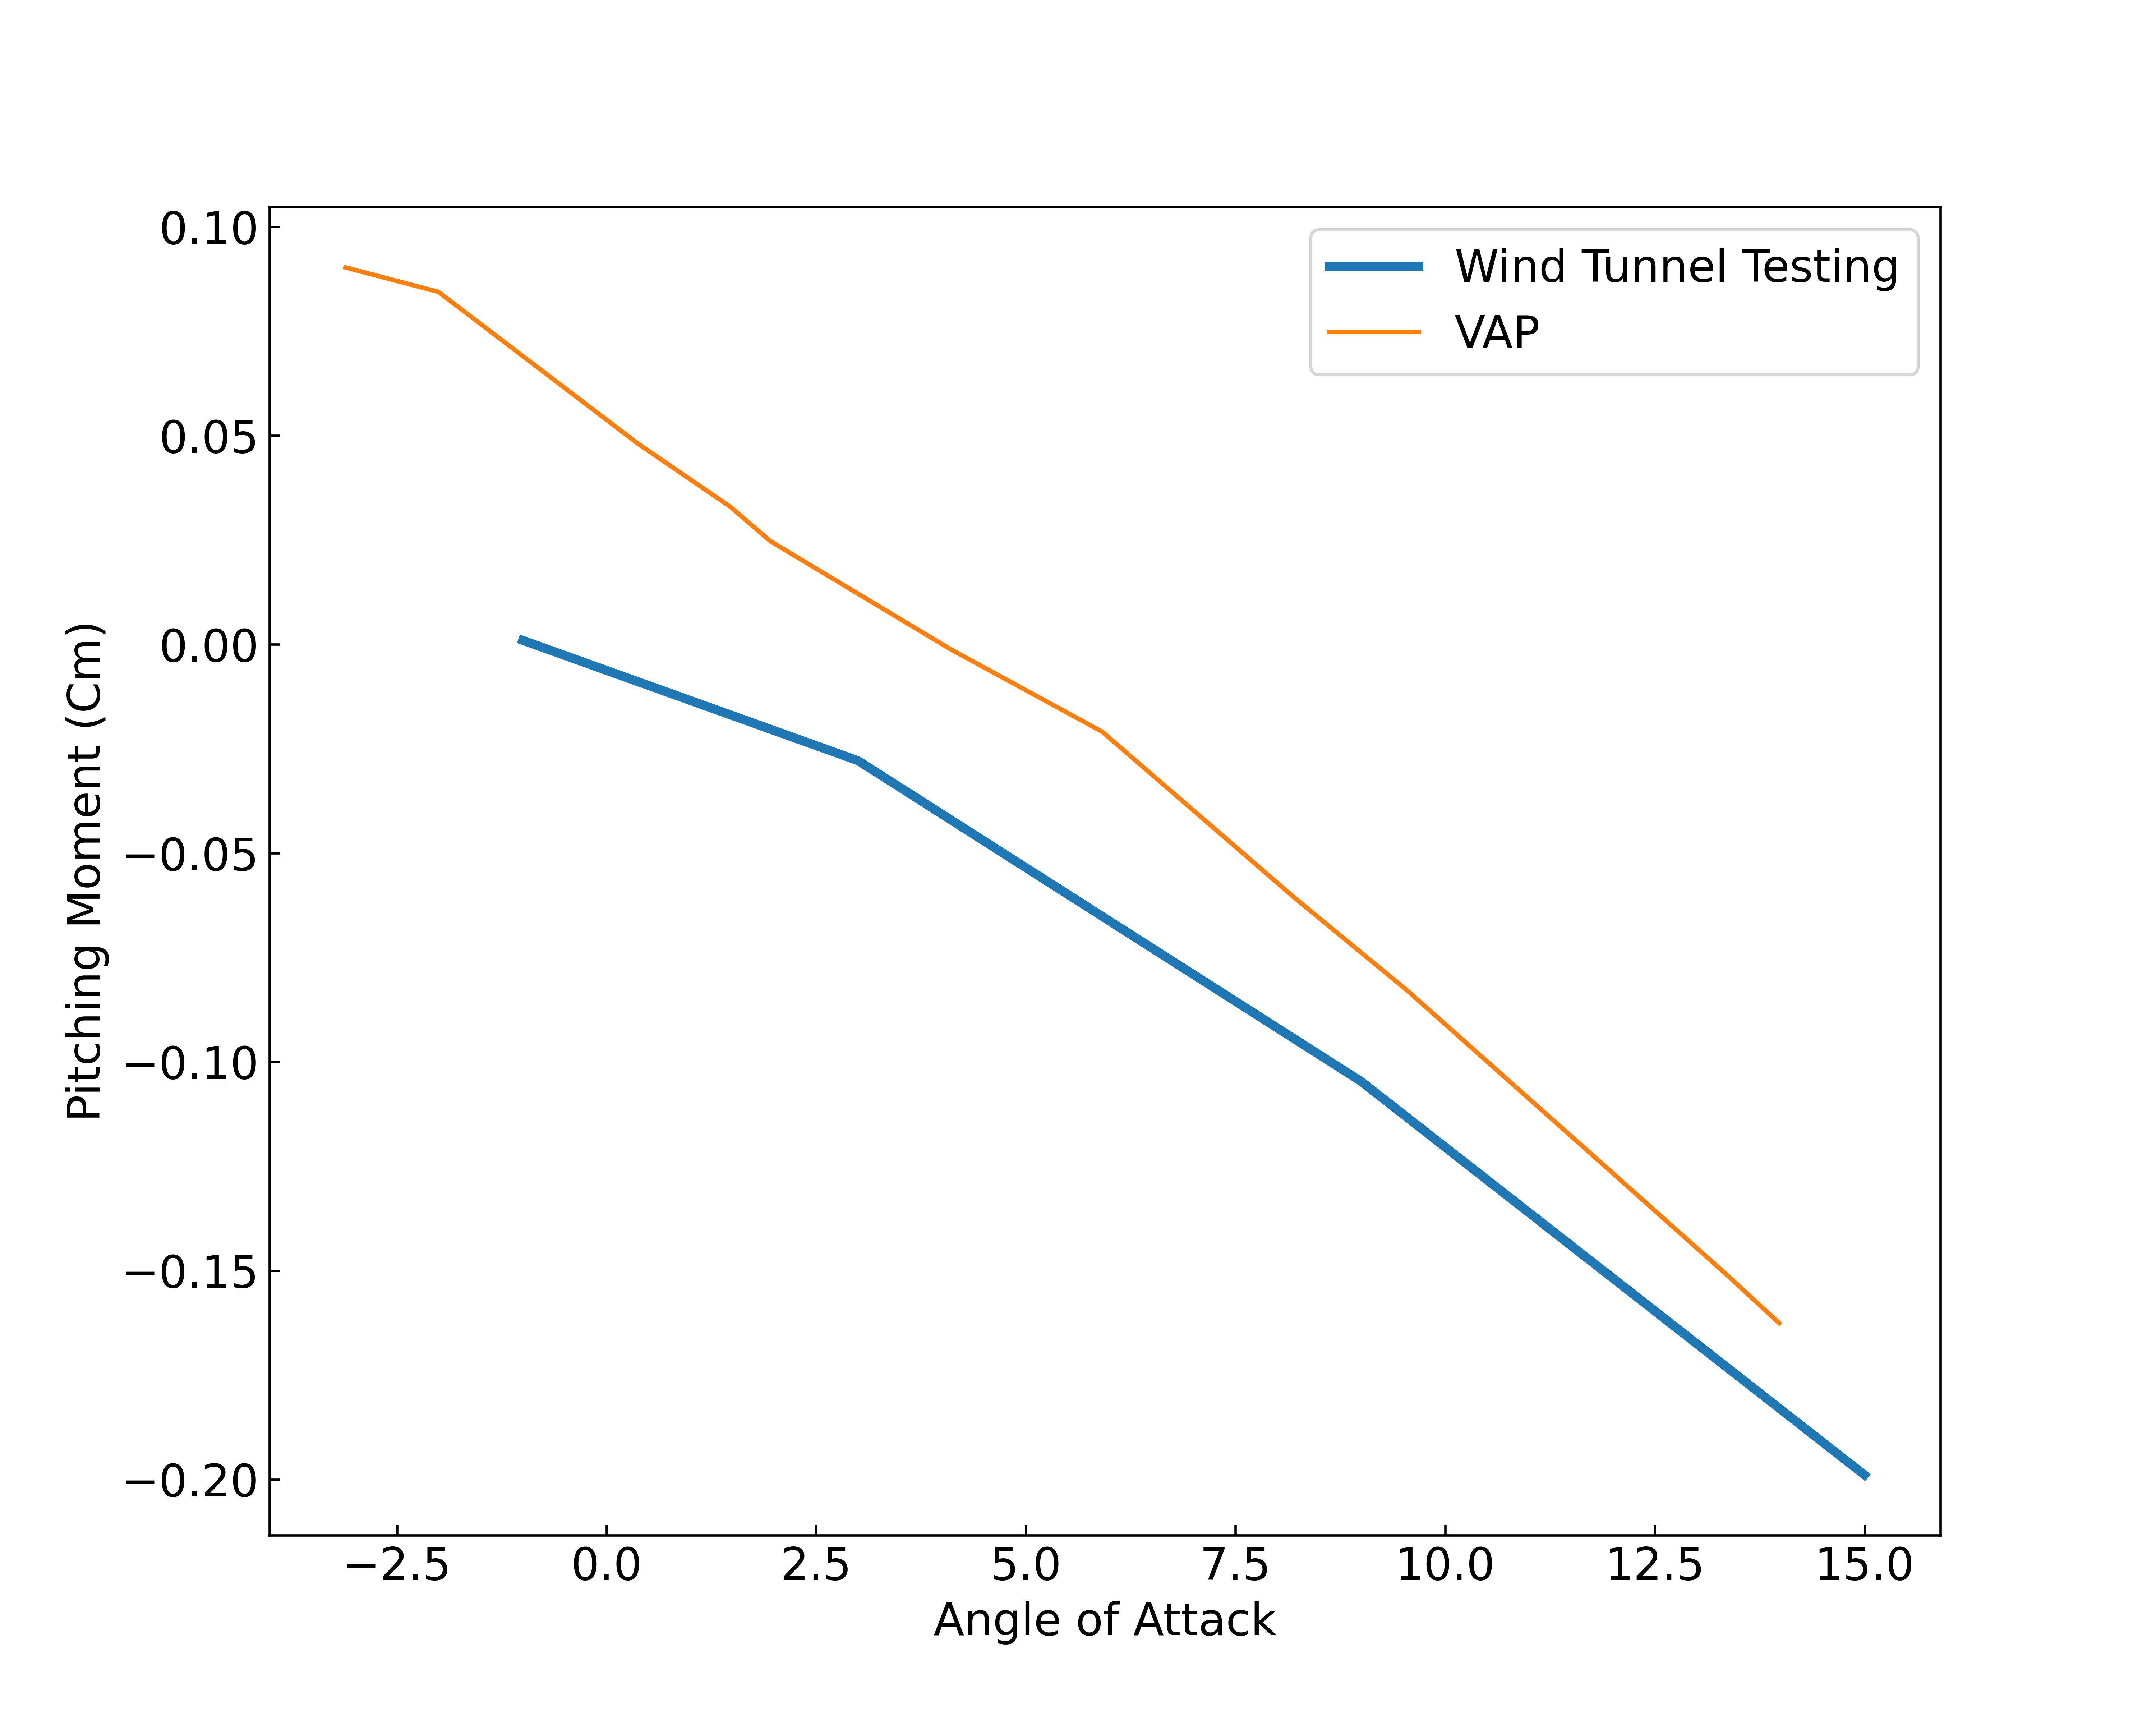 Wind Tunnel Testing
VAP
0.10
0.05
0.00
−0.05
−0.10
−0.15
−0.20
Pitching Moment (Cm)
−2.5 0.0 2.5 5.0 7.5 10.0 12.5 15.0
Angle of Attack